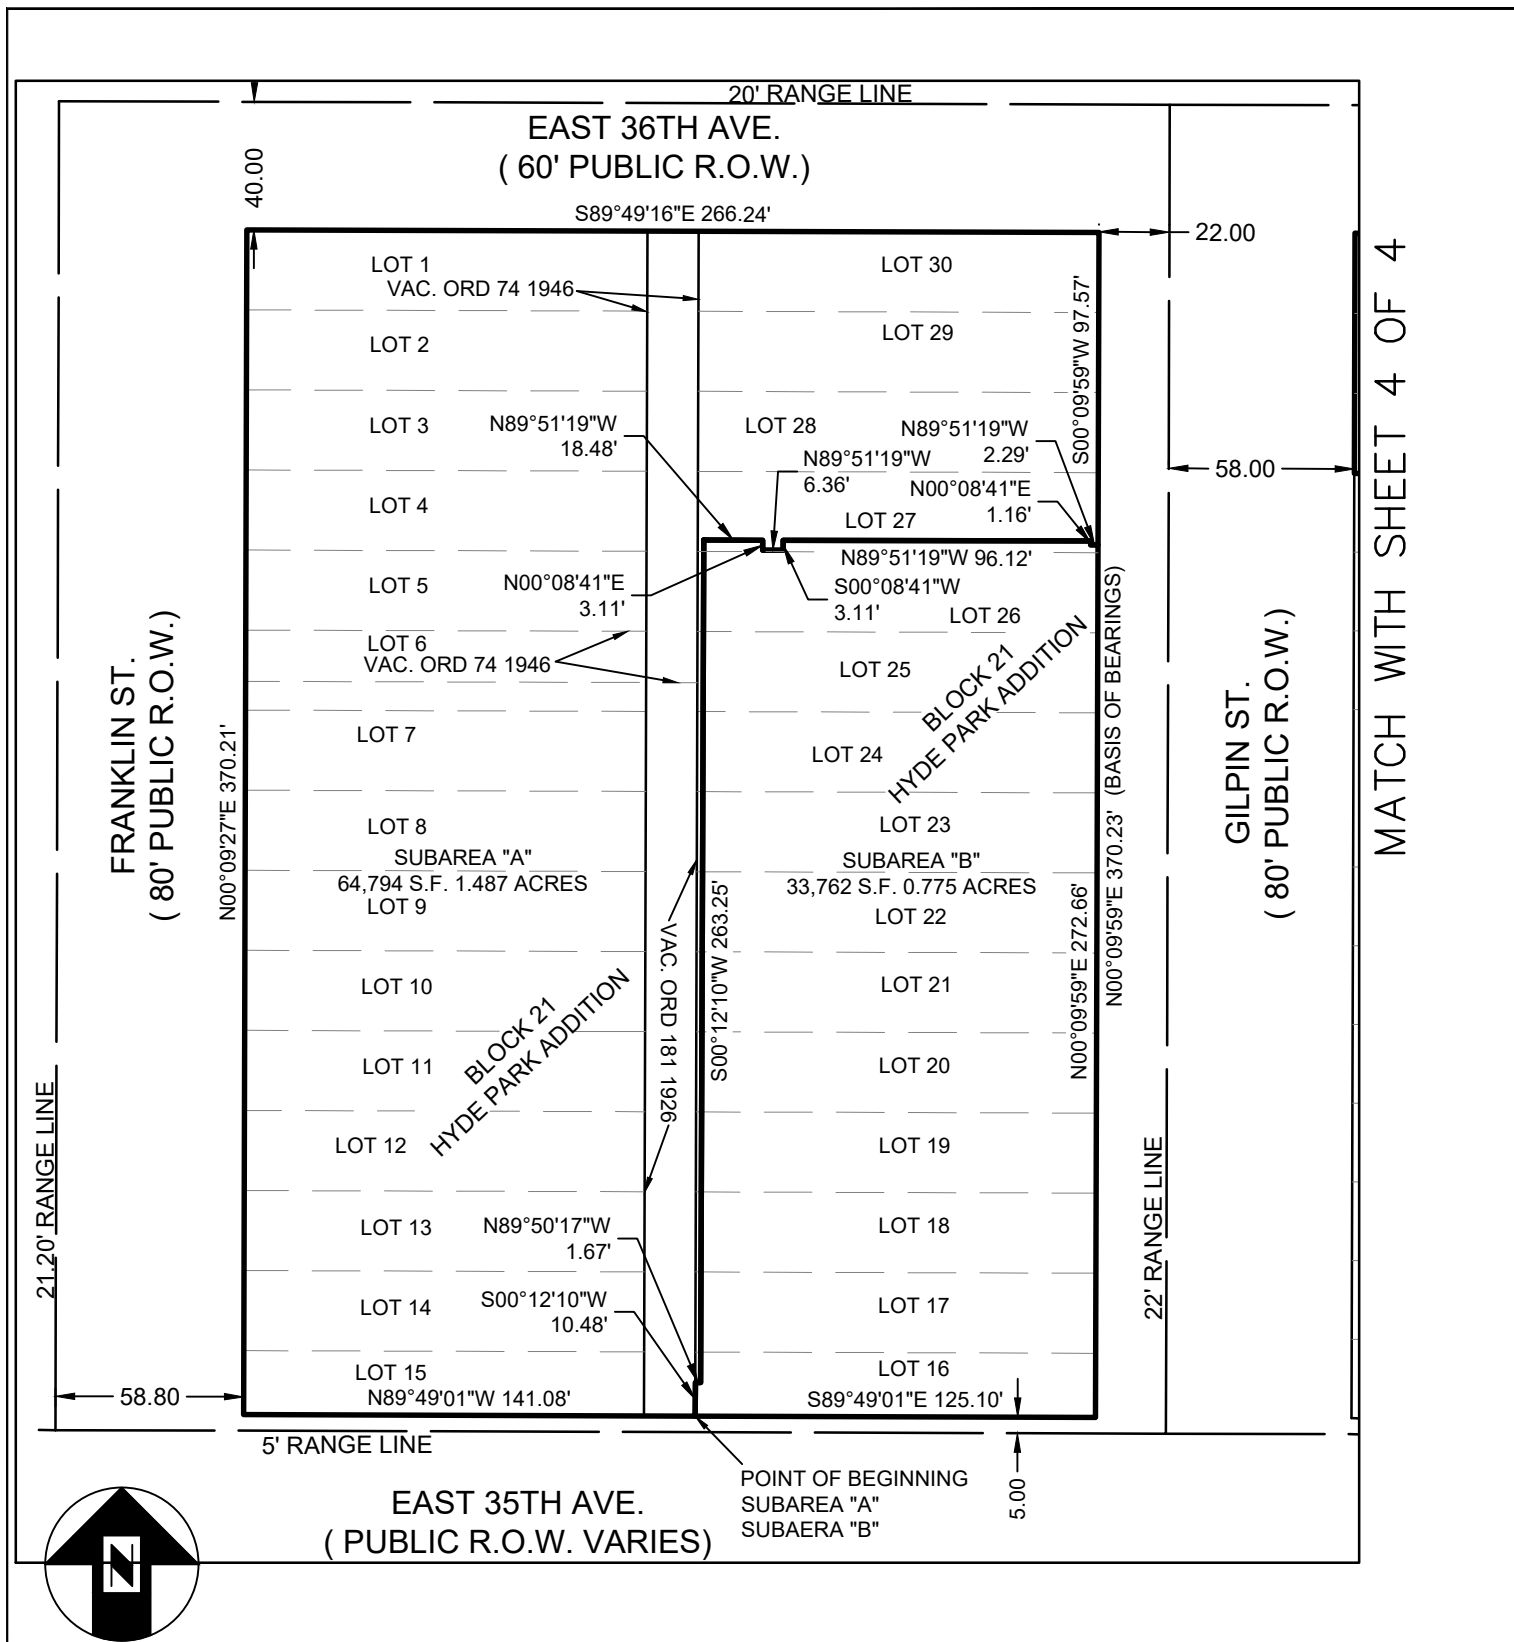 20' RANGE LINE
EAST 36TH AVE.
( 60' PUBLIC R.O.W.)
40.00
S89°49'16"E 266.24'
22.00
LOT 1
VAC. ORD 74 1946
LOT 30
LOT 2
LOT 29
S00°09'59"W 97.57'
MATCH WITH SHEET 4 OF 4
LOT 3
N89°51'19"W
18.48'
LOT 28
N89°51'19"W
6.36'
N89°51'19"W
2.29'
58.00
LOT 4
N00°08'41"E
1.16'
LOT 27
N89°51'19"W 96.12'
LOT 5
N00°08'41"E
3.11'
S00°08'41"W
3.11'
LOT 26
LOT 6
VAC. ORD 74 1946
LOT 25
BLOCK 21
HYDE PARK ADDITION
(BASIS OF BEARINGS)
N00°09'59"E 370.23'
FRANKLIN ST.
( 80' PUBLIC R.O.W.)
GILPIN ST.
( 80' PUBLIC R.O.W.)
N00°09'27"E 370.21'
LOT 7
LOT 24
LOT 8
LOT 23
SUBAREA "A"
64,794 S.F. 1.487 ACRES
LOT 9
SUBAREA "B"
33,762 S.F. 0.775 ACRES
LOT 22
VAC. ORD 181 1926
S00°12'10"W 263.25'
N00°09'59"E 272.66'
LOT 10
LOT 21
BLOCK 21
HYDE PARK ADDITION
LOT 11
LOT 20
LOT 12
LOT 19
21.20' RANGE LINE
22' RANGE LINE
LOT 13
N89°50'17"W
1.67'
LOT 18
LOT 14
S00°12'10"W
10.48'
LOT 17
LOT 15
LOT 16
58.80
N89°49'01"W 141.08'
S89°49'01"E 125.10'
5' RANGE LINE
5.00
POINT OF BEGINNING
SUBAREA "A"
SUBAERA "B"
EAST 35TH AVE.
( PUBLIC R.O.W. VARIES)
N